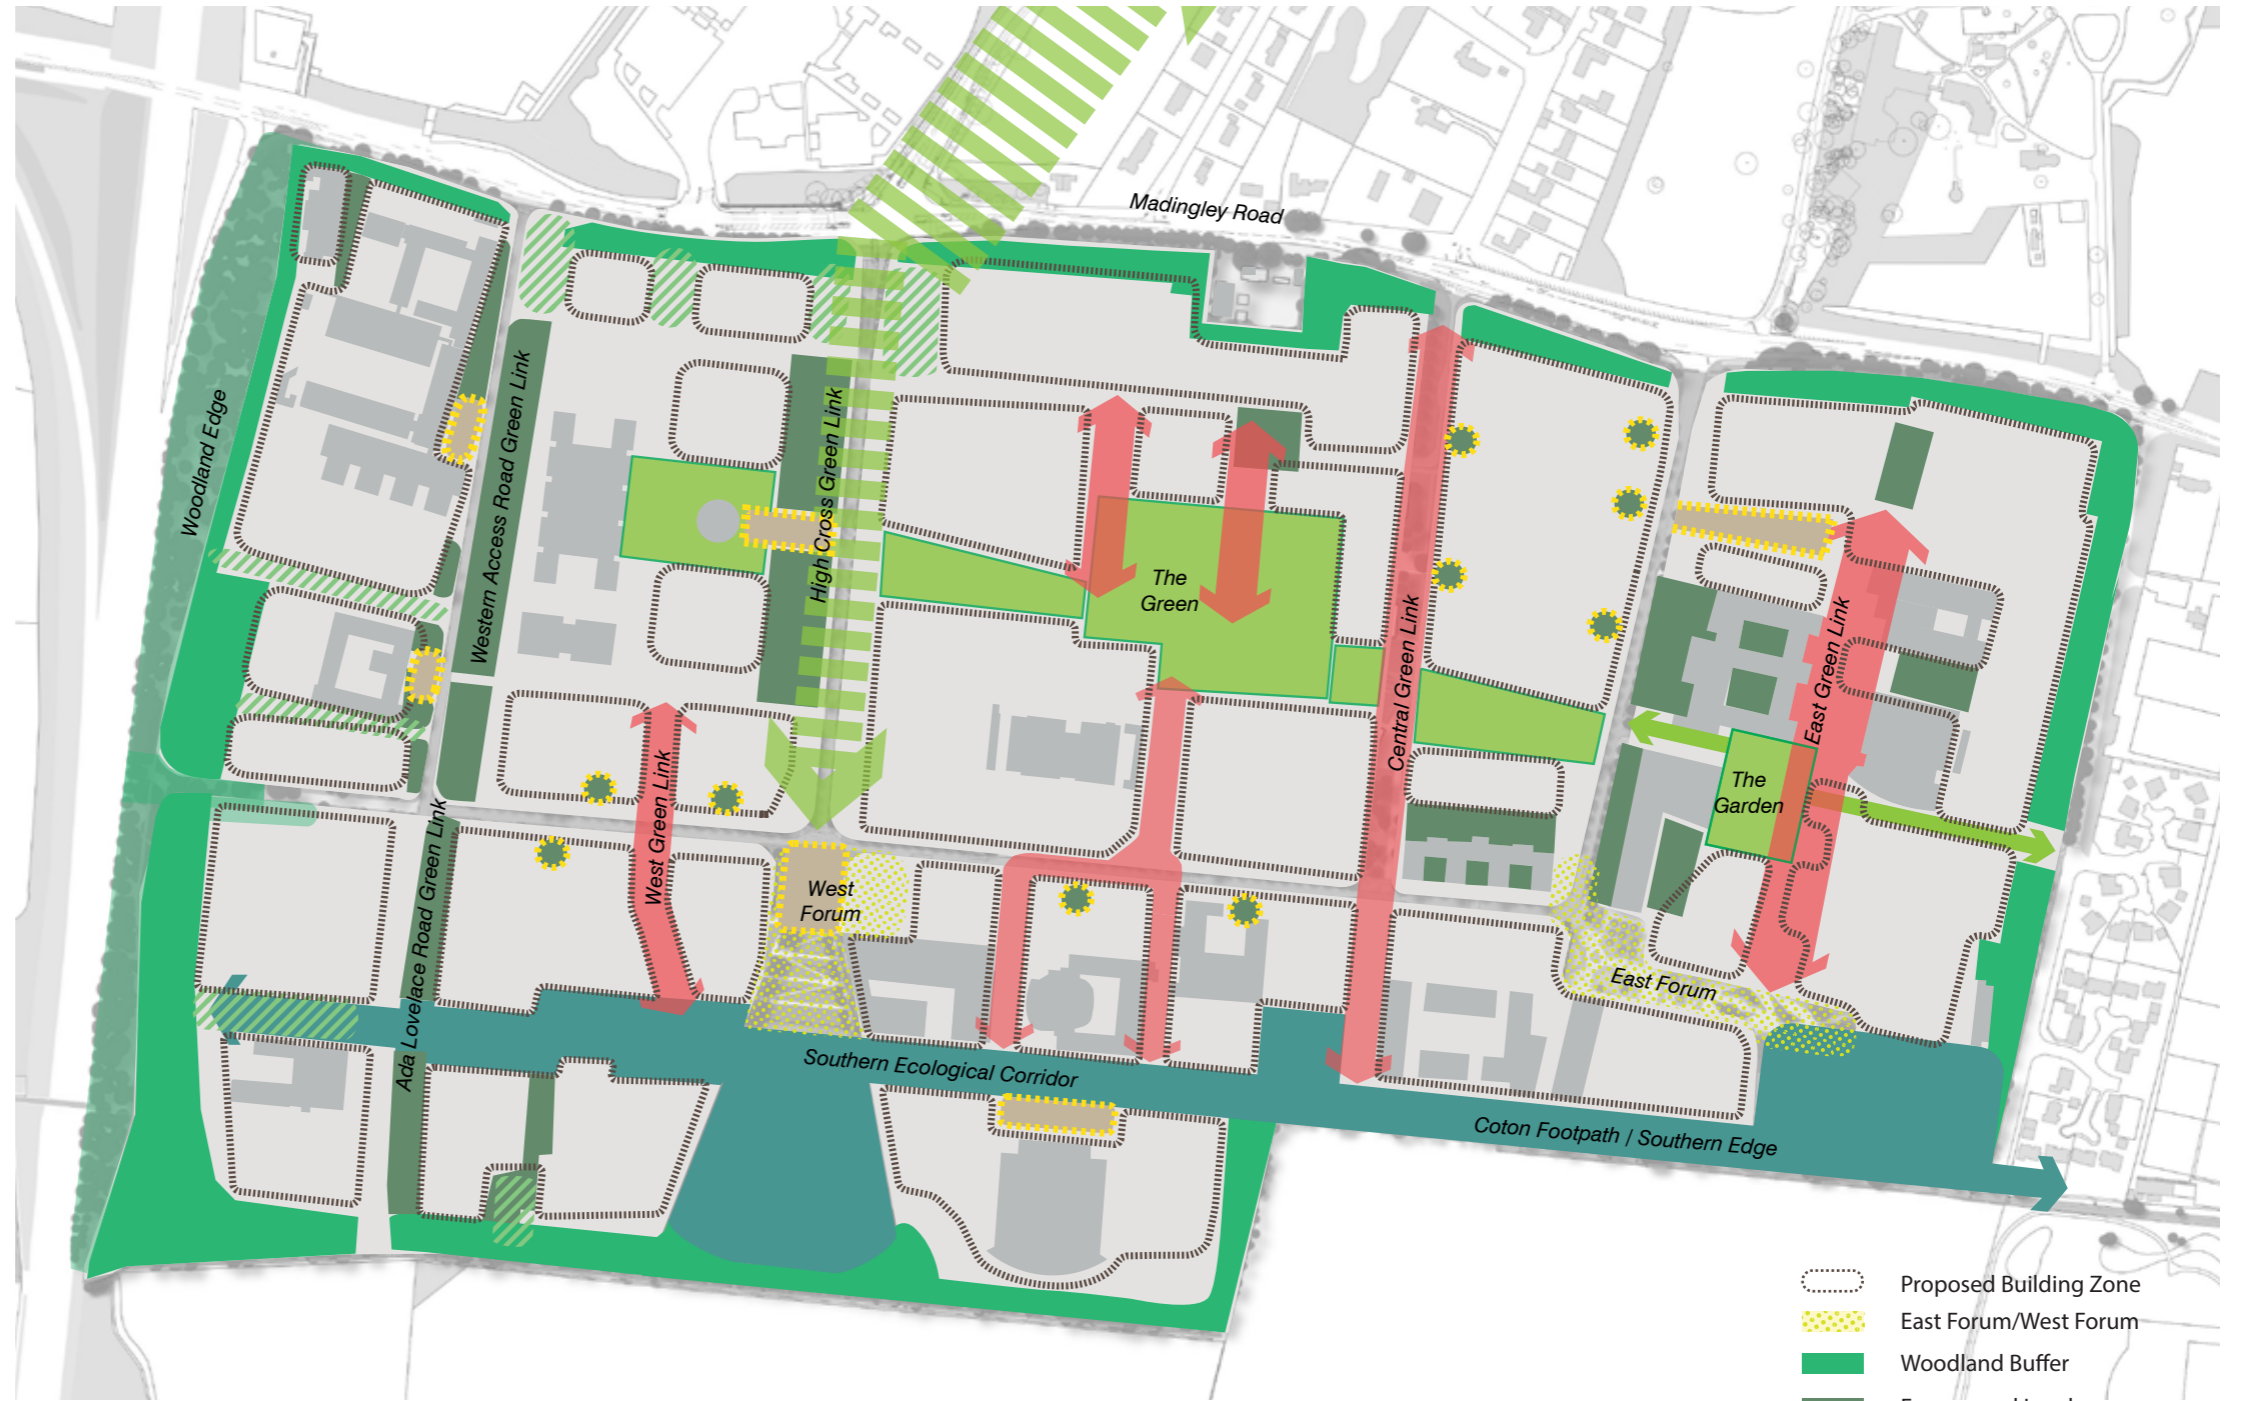 Madingley Road
Woodland Edge
Western Access Road Green Link
High Cross Green Link
The
Green
Central Green Link
East Green Link
The
Garden
West Green Link
Ada Lovelace Road Green Link
West
Forum
East Forum
Southern Ecological Corridor
Coton Footpath / Southern Edge
Proposed Building Zone
East Forum/West Forum
Woodland Buffer